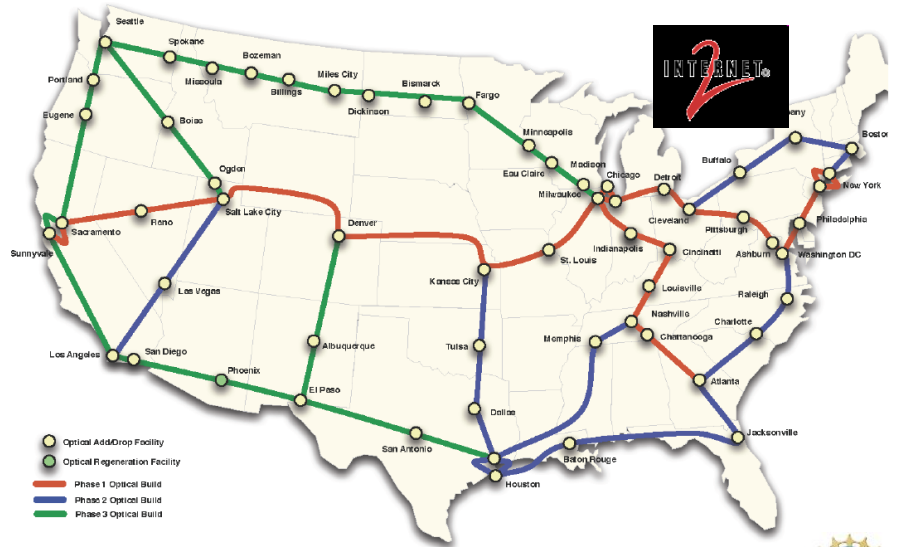 Seattle
Spokane
Bozeman
Miles City
Bismarck
Fargo
Portland
Missoula
Billings
Dickinson
INTERNET
2
any
Eugene
Boise
Minneapolis
Boston
Ogden
Eau Claire
Madison
Chicago
Detroit
Buffalo
Milwaukee
New York
Salt Lake City
Denver
Cleveland
Pittsburgh
Philadelphia
Reno
Sacramento
Indianapolis
Cincinatti
Ashburn
Washington DC
Sunnyvale
Kansas City
St. Louis
Las Vegas
Louisville
Raleigh
Nashville
Charlotte
Los Angeles
San Diego
Albuquerque
Tulsa
Memphis
Chattanooga
Phoenix
El Paso
Atlanta
Dallas
Jacksonville
San Antonio
Baton Rouge
Houston
Optical Add/Drop Facility
Optical Regeneration Facility
Phase 1 Optical Build
Phase 2 Optical Build
Phase 3 Optical Build